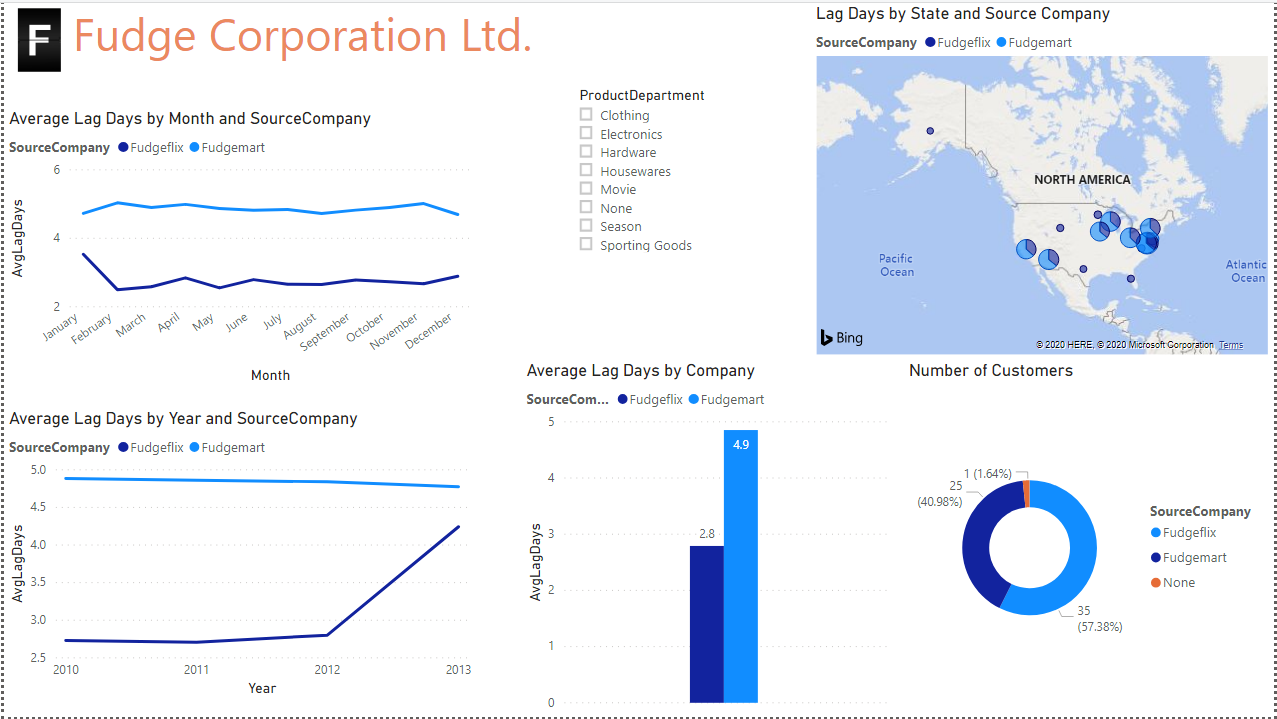 F
Fudge Corporation Ltd.
Average Lag Days by Month and SourceCompany
SourceCompany Fudgeflix Fudgemart
6
4
2
AvgLagDays
January
February
March
April
May
June
July
August
September
October
November
December
Month
ProductDepartment
Clothing
Electronics
Hardware
Housewares
Movie
None
Season
Sporting Goods
Lag Days by State and Source Company
SourceCompany Fudgeflix Fudgemart
NORTH AMERICA
Pacific
Ocean
Atlantic
Ocean
Bing
© 2020 HERE, © 2020 Microsoft Corporation Terms
Average Lag Days by Year and SourceCompany
SourceCompany Fudgeflix Fudgemart
5.0
4.5
4.0
3.5
3.0
2.5
AvgLagDays
2010 2011 2012 2013
Year
Average Lag Days by Company
SourceCom... Fudgeflix Fudgemart
5
4
3
2
1
0
AvgLagDays
2.8
4.9
Number of Customers
1 (1.64%)
25
(40.98%)
35
(57.38%)
SourceCompany
Fudgeflix
Fudgemart
None